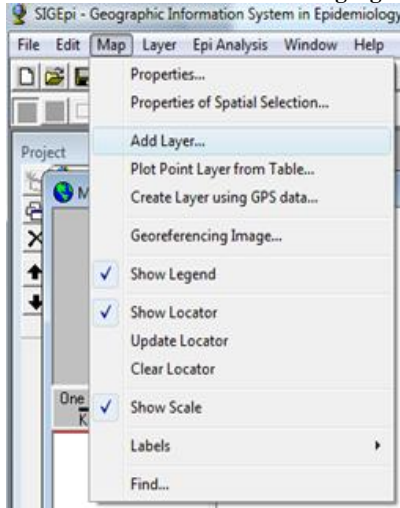 SIGEpi - Geographic Information System in Epidemiology
File Edit Map Layer Epi Analysis Window Help
Properties...
Properties of Spatial Selection...
Project
Add Layer...
Plot Point Layer from Table...
Create Layer using GPS data...
Georeferencing Image...
Show Legend
Show Locator
Update Locator
Clear Locator
One
Show Scale
Labels
Find...